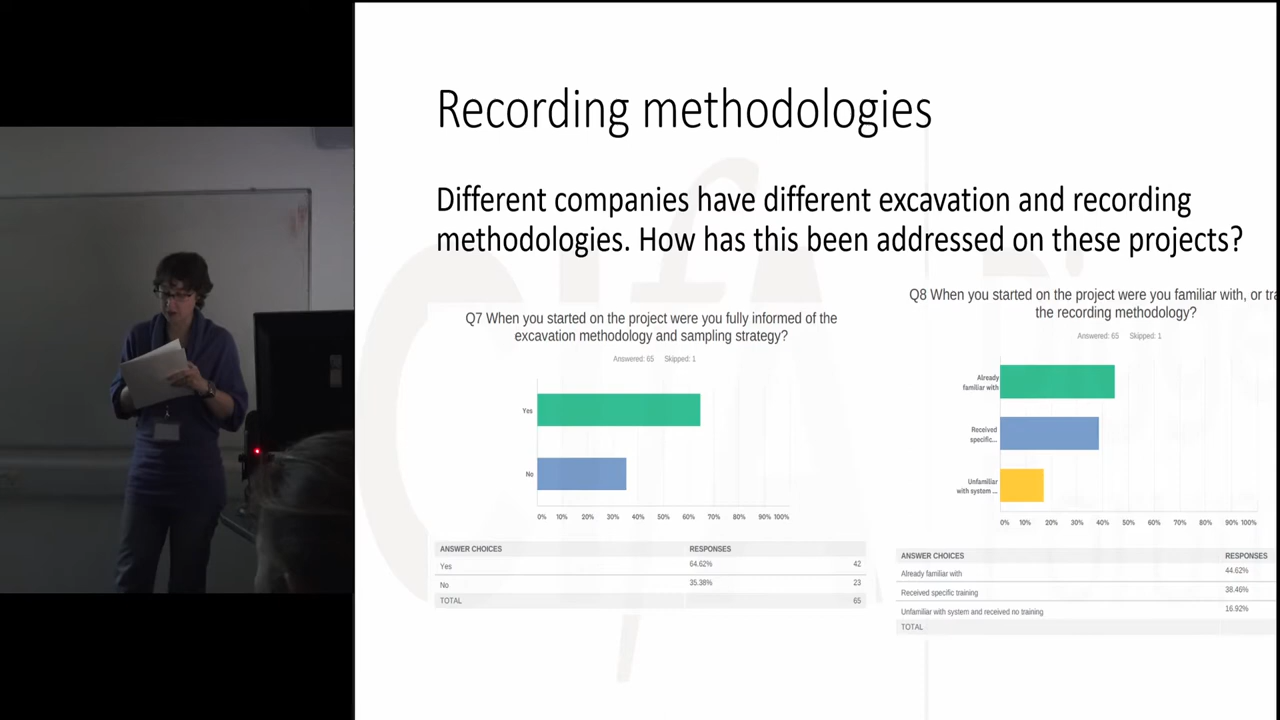 Recording methodologies
Different companies have different excavation and recording
methodologies. How has this been addressed on these projects?
Q7 When you started on the project were you fully informed of the
excavation methodology and sampling strategy?
Answered: 65 Skipped: 1
Yes
No
0% 10% 20% 30% 40% 50% 60% 70% 80% 90% 100%
ANSWER CHOICES RESPONSES
Yes 64.62% 42
No 35.38% 23
TOTAL 65
Q8 When you started on the project were you familiar with, or tra
the recording methodology?
Answered: 65 Skipped: 1
Already
familiar with
Received
specific...
Unfamiliar
with system ...
0% 10% 20% 30% 40% 50% 60% 70% 80% 90% 100%
ANSWER CHOICES RESPONSES
Already familiar with 44.62%
Received specific training 38.46%
Unfamiliar with system and received no training 16.92%
TOTAL